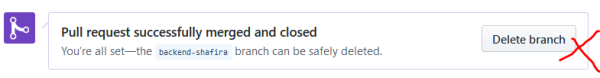 Pull request successfully merged and closed
You're all set—the backend-shafira branch can be safely deleted.
Delete branch